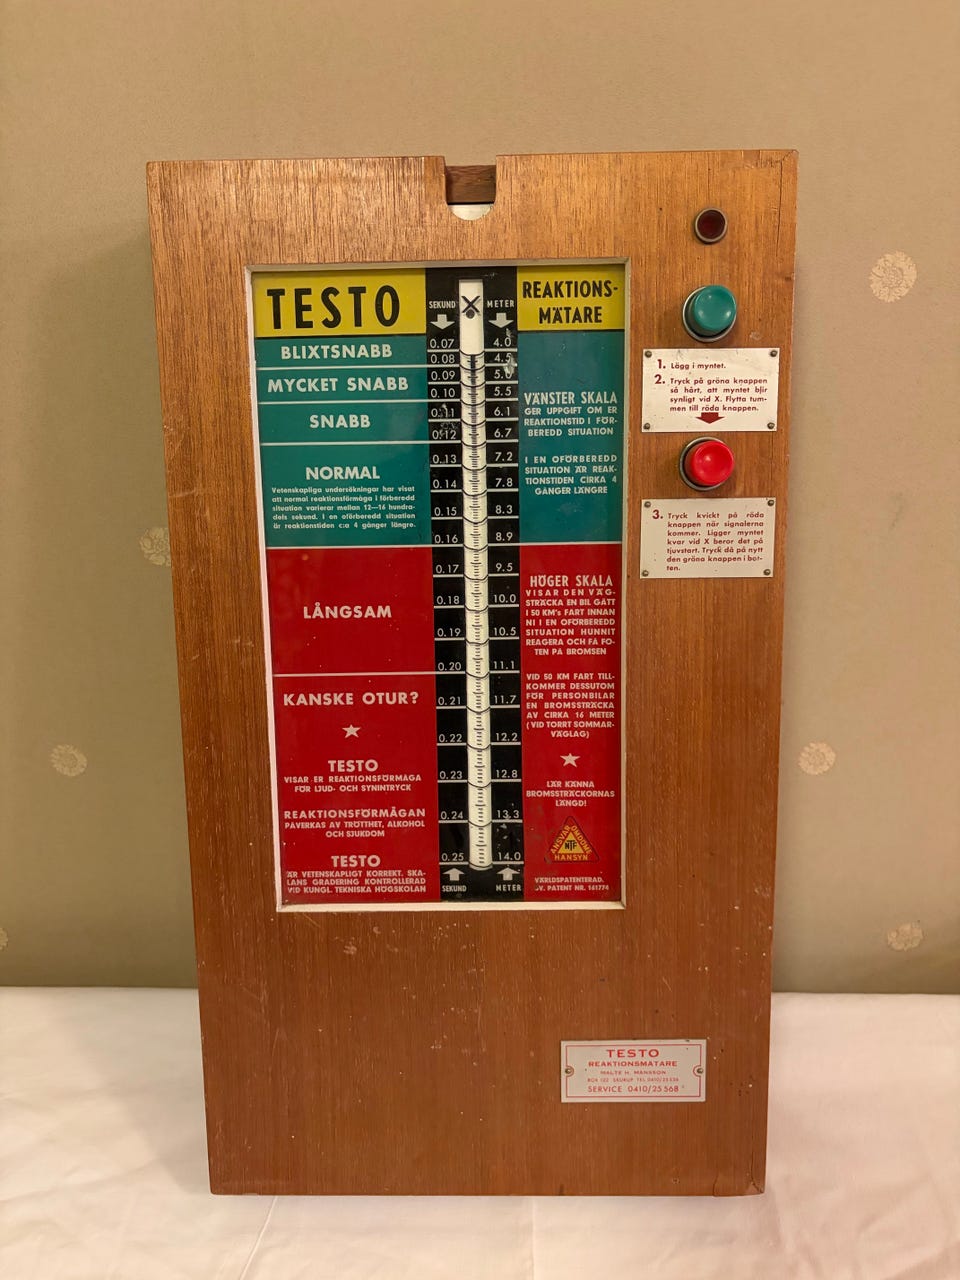 TESTO
SEKUND
X
METER
REAKTIONS-
MÄTARE
BLIXTSNABB
MYCKET SNABB
SNABB
NORMAL
Vetenskapliga undersökningar har visat
att normal reaktionsförmåga i förberedd
situation varierar mellan 12—16 hundra-
dels sekund. I en oförberedd situation
är reaktionstiden c:a 4 gånger längre.
LÅNGSAM
KANSKE OTUR?
TESTO
VISAR ER REAKTIONSFÖRMÅGA
FÖR LJUD- OCH SYNINTRYCK
REAKTIONSFÖRMÅGAN
PÅVERKAS AV TRÖTTHET, ALKOHOL
OCH SJUKDOM
TESTO
ÄR VETENSKAPLIGT KORREKT. SKA-
LANS GRADERING KONTROLLERAD
VID KUNGL. TEKNISKA HÖGSKOLAN
0.07 4.0
0.08 4.5
0.09 5.0
0.10 5.5
0.11 6.1
0.12 6.7
0.13 7.2
0.14 7.8
0.15 8.3
0.16 8.9
0.17 9.5
0.18 10.0
0.19 10.5
0.20 11.1
0.21 11.7
0.22 12.2
0.23 12.8
0.24 13.3
0.25 14.0
SEKUND
METER
VÄNSTER SKALA
GER UPPGIFT OM ER
REAKTIONSTID I FÖR-
BEREDD SITUATION
I EN OFÖRBEREDD
SITUATION ÄR REAK-
TIONSTIDEN CIRKA 4
GÅNGER LÄNGRE
HÖGER SKALA
VISAR DEN VÄG-
STRÄCKA EN BIL GÅTT
I 50 KM's FART INNAN
NI I EN OFÖRBEREDD
SITUATION HUNNIT
REAGERA OCH FÅ FO-
TEN PÅ BROMSEN
VID 50 KM FART TILL-
KOMMER DESSUTOM
FÖR PERSONBILAR
EN BROMSSTRÄCKA
AV CIRKA 16 METER
(VID TORRT SOMMAR-
VÄGLAG)
LÄR KÄNNA
BROMSSTRÄCKORNAS
LÄNGD!
ANSVAR
OMDÖME
NTF
HÄNSYN
VÄRLDSPATENTERAD.
SV. PATENT NR. 161774
1. Lägg i myntet.
2. Tryck på gröna knappen
så hårt, att myntet blir
synligt vid X. Flytta tum-
men till röda knappen.
3. Tryck kvickt på röda
knappen när signalerna
kommer. Ligger myntet
kvar vid X beror det på
tjuvstart. Tryck då på nytt
den gröna knappen i bot-
ten.
TESTO
REAKTIONSMÄTARE
MALTE H. MÅNSSON
BOX 122 SKURUP TEL 0410/25 536
SERVICE 0410/25 568